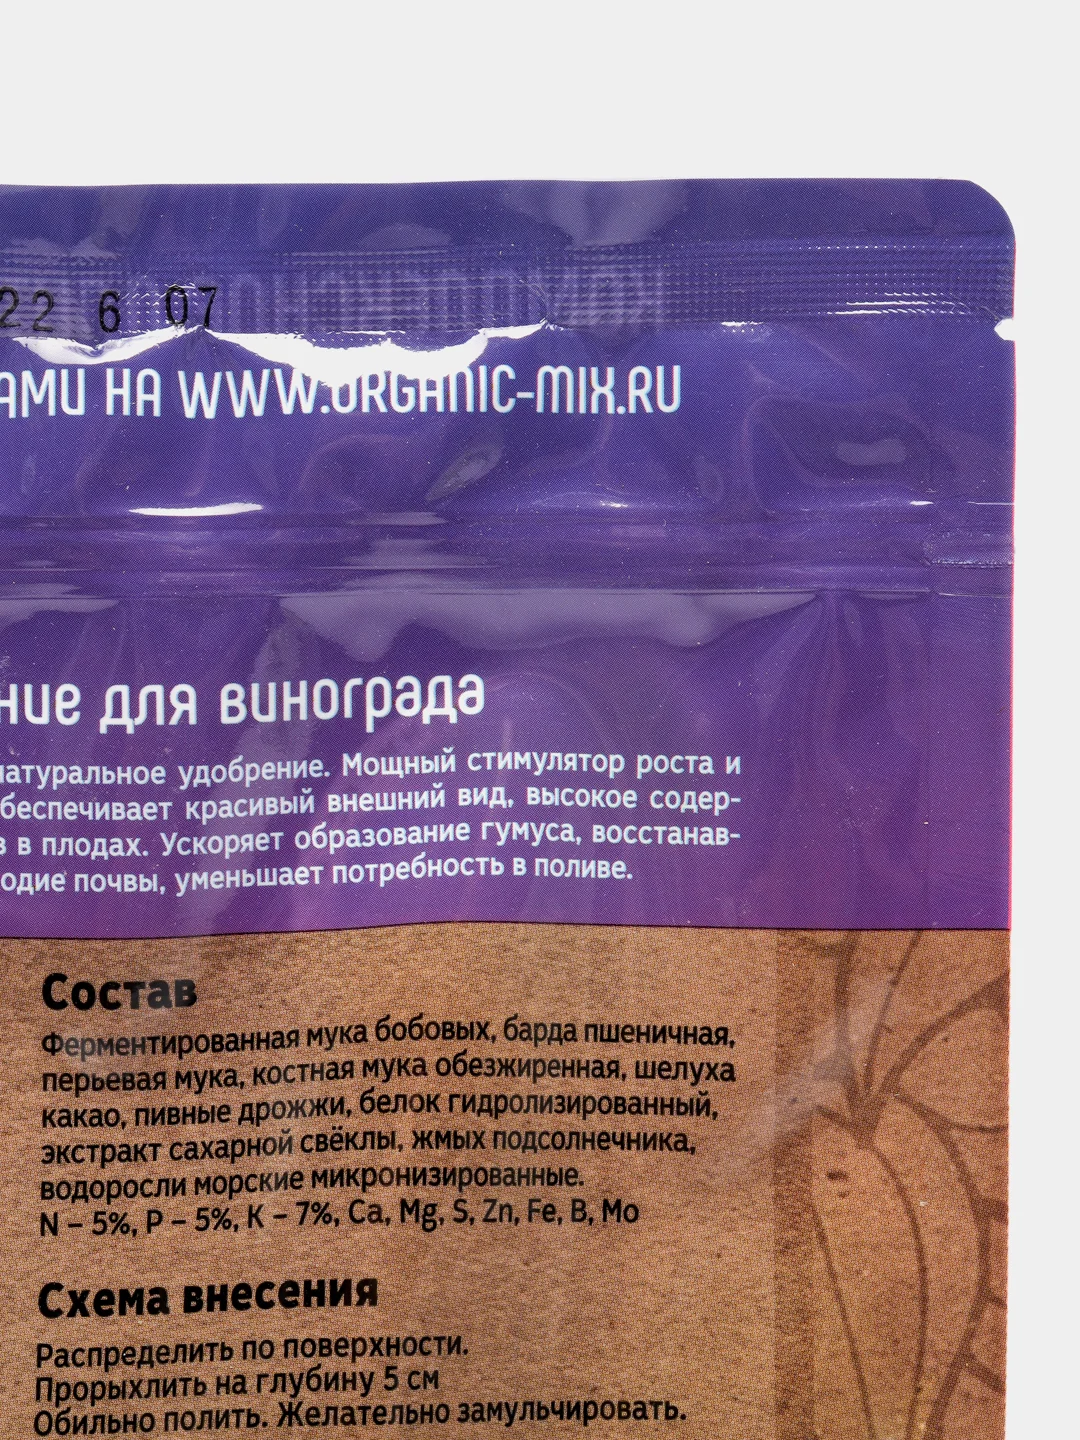 22 6 07
АМИ НА WWW.ORGANIC-MIX.RU
ние для винограда
натуральное удобрение. Мощный стимулятор роста и
беспечивает красивый внешний вид, высокое содер-
в в плодах. Ускоряет образование гумуса, восстанав-
одие почвы, уменьшает потребность в поливе.
Состав
Ферментированная мука бобовых, барда пшеничная,
перьевая мука, костная мука обезжиренная, шелуха
какао, пивные дрожжи, белок гидролизированный,
экстракт сахарной свёклы, жмых подсолнечника,
водоросли морские микронизированные.
N – 5%, P – 5%, K – 7%, Ca, Mg, S, Zn, Fe, B, Mo
Схема внесения
Распределить по поверхности.
Прорыхлить на глубину 5 см
Обильно полить. Желательно замульчировать.